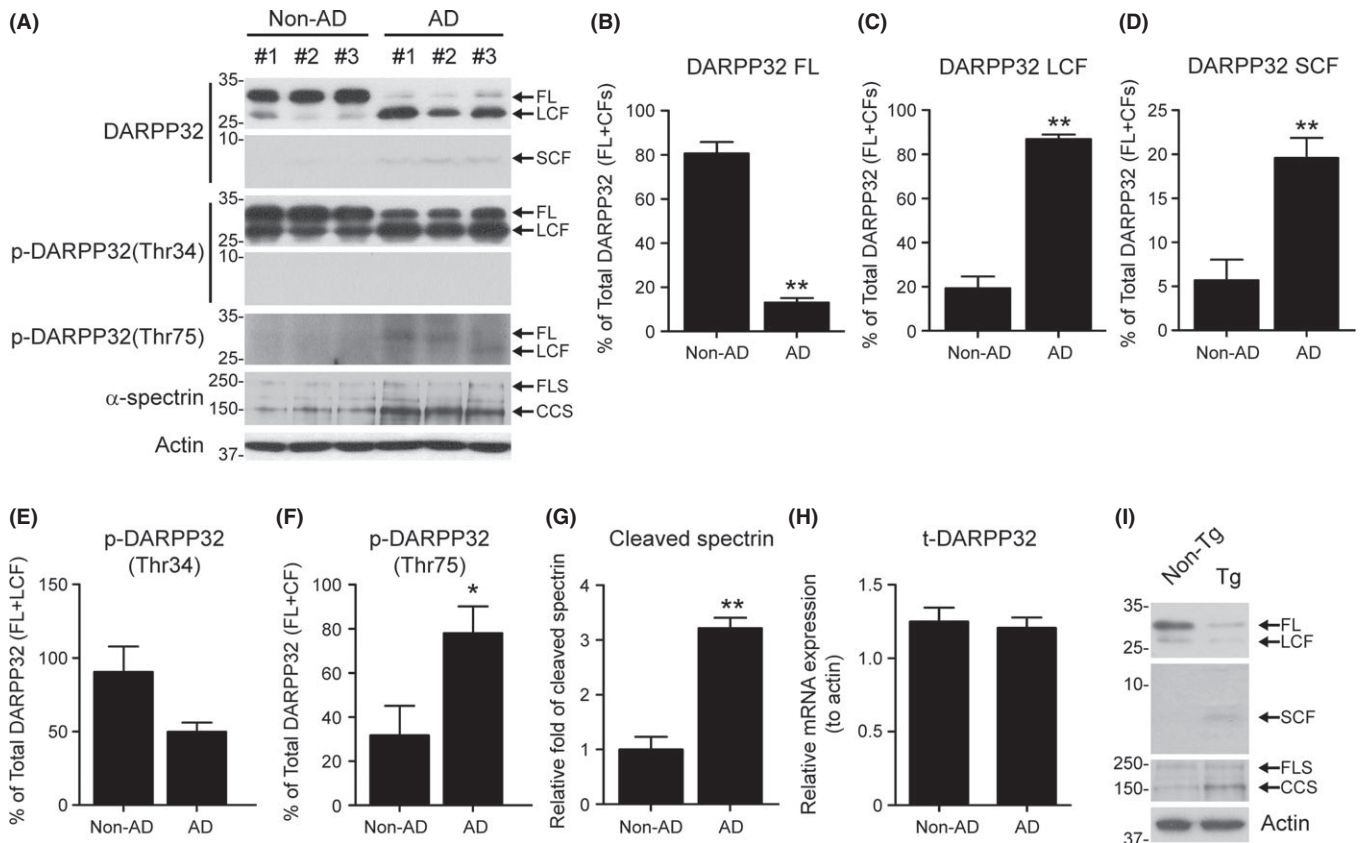 (A)
Non-AD AD
#1 #2 #3 #1 #2 #3
DARPP32
35-
25-
FL
LCF
10-
SCF
p-DARPP32(Thr34)
35-
25-
FL
LCF
10-
p-DARPP32(Thr75)
35-
25-
FL
LCF
α-spectrin
250-
150-
FLS
CCS
Actin
37-
(B)
DARPP32 FL
% of Total DARPP32 (FL+CFs)
100
80
60
40
20
0
**
Non-AD AD
(C)
DARPP32 LCF
% of Total DARPP32 (FL+CFs)
100
80
60
40
20
0
**
Non-AD AD
(D)
DARPP32 SCF
% of Total DARPP32 (FL+CFs)
25
20
15
10
5
0
**
Non-AD AD
(E)
p-DARPP32
(Thr34)
% of Total DARPP32 (FL+LCF)
150
100
50
0
Non-AD AD
(F)
p-DARPP32
(Thr75)
% of Total DARPP32 (FL+CF)
100
80
60
40
20
0
*
Non-AD AD
(G)
Cleaved spectrin
Relative fold of cleaved spectrin
4
3
2
1
0
**
Non-AD AD
(H)
t-DARPP32
Relative mRNA expression
(to actin)
1.5
1.2
0.9
0.6
0.3
0
Non-AD AD
(I)
Non-Tg
Tg
35-
25-
FL
LCF
10-
SCF
250-
150-
FLS
CCS
37-
Actin